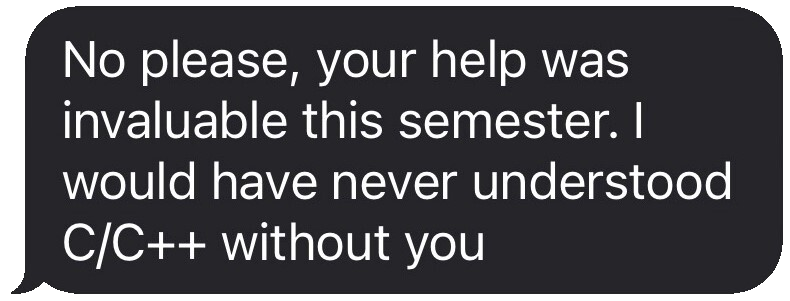 No please, your help was
invaluable this semester. I
would have never understood
C/C++ without you